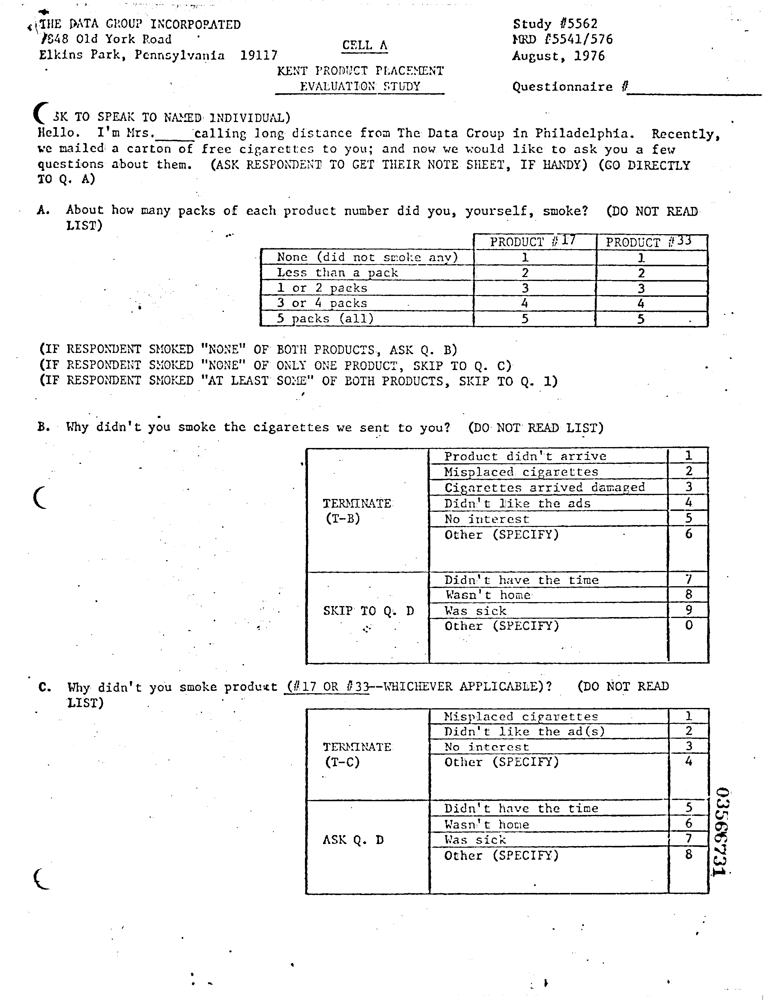 THE DATA GROUP INCORPORATED
7848 Old York Road
Elkins Park, Pennsylvania 19117
CELL A
KENT PRODUCT PLACEMENT
EVALUATION STUDY
Study #5562
MRD #5541/576
August, 1976
Questionnaire #
SK TO SPEAK TO NAMED INDIVIDUAL)
Hello. I'm Mrs.____calling long distance from The Data Group in Philadelphia. Recently,
we mailed a carton of free cigarettes to you; and now we would like to ask you a few
questions about them. (ASK RESPONDENT TO GET THEIR NOTE SHEET, IF HANDY) (GO DIRECTLY
TO Q. A)
A. About how many packs of each product number did you, yourself, smoke? (DO NOT READ
LIST)
PRODUCT #17 PRODUCT #33
None (did not smoke any) 1 1
Less than a pack 2 2
1 or 2 packs 3 3
3 or 4 packs 4 4
5 packs (all) 5 5
(IF RESPONDENT SMOKED "NONE" OF BOTH PRODUCTS, ASK Q. B)
(IF RESPONDENT SMOKED "NONE" OF ONLY ONE PRODUCT, SKIP TO Q. C)
(IF RESPONDENT SMOKED "AT LEAST SOME" OF BOTH PRODUCTS, SKIP TO Q. 1)
B. Why didn't you smoke the cigarettes we sent to you? (DO NOT READ LIST)
TERMINATE
(T-B)
Product didn't arrive 1
Misplaced cigarettes 2
Cigarettes arrived damaged 3
Didn't like the ads 4
No interest 5
Other (SPECIFY) 6
SKIP TO Q. D
Didn't have the time 7
Wasn't home 8
Was sick 9
Other (SPECIFY) 0
C. Why didn't you smoke product (#17 OR #33--WHICHEVER APPLICABLE)? (DO NOT READ
LIST)
TERMINATE
(T-C)
Misplaced cigarettes 1
Didn't like the ad(s) 2
No interest 3
Other (SPECIFY) 4
ASK Q. D
Didn't have the time 5
Wasn't home 6
Was sick 7
Other (SPECIFY) 8
03566731